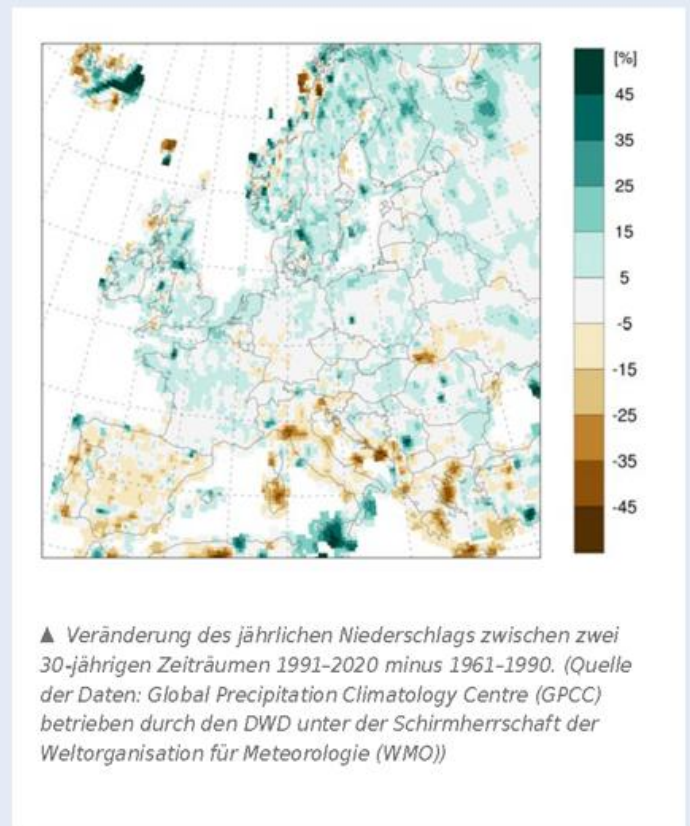 [%]
45
35
25
15
5
-5
-15
-25
-35
-45
▲ Veränderung des jährlichen Niederschlags zwischen zwei
30-jährigen Zeiträumen 1991–2020 minus 1961–1990. (Quelle
der Daten: Global Precipitation Climatology Centre (GPCC)
betrieben durch den DWD unter der Schirmherrschaft der
Weltorganisation für Meteorologie (WMO))